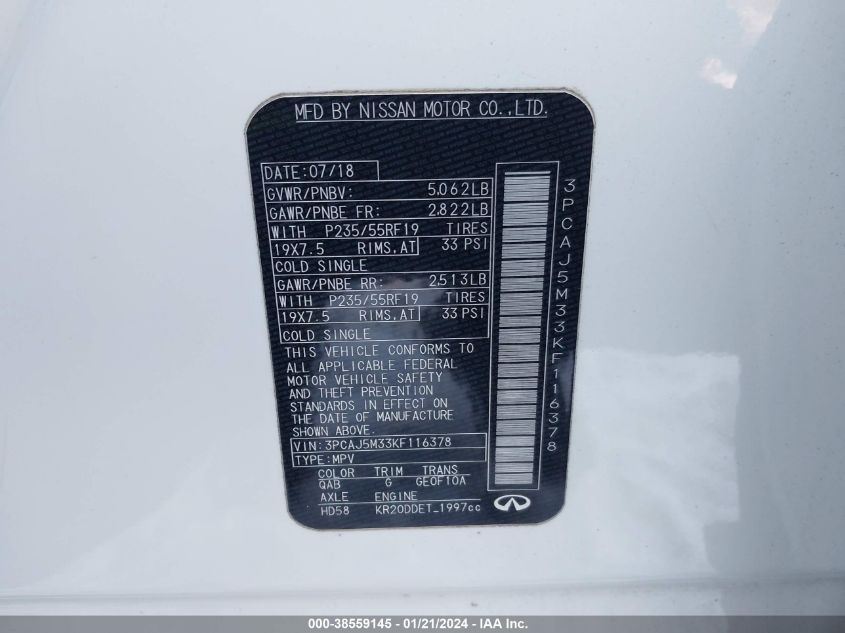 MFD BY NISSAN MOTOR CO.,LTD.
DATE:07/18
GVWR/PNBV: 5.062LB
GAWR/PNBE FR: 2.822LB
WITH P235/55RF19 TIRES
19X7.5 RIMS,AT 33 PSI
COLD SINGLE
GAWR/PNBE RR: 2.513LB
WITH P235/55RF19 TIRES
19X7.5 RIMS,AT 33 PSI
COLD SINGLE
THIS VEHICLE CONFORMS TO
ALL APPLICABLE FEDERAL
MOTOR VEHICLE SAFETY
AND THEFT PREVENTION
STANDARDS IN EFFECT ON
THE DATE OF MANUFACTURE
SHOWN ABOVE.
VIN:3PCAJ5M33KF116378
TYPE:MPV
COLOR TRIM TRANS
QAB G GE0F10A
AXLE ENGINE
HD58 KR20DDET_1997cc
3PCAJ5M33KF116378
000-38559145 - 01/21/2024 - IAA Inc.